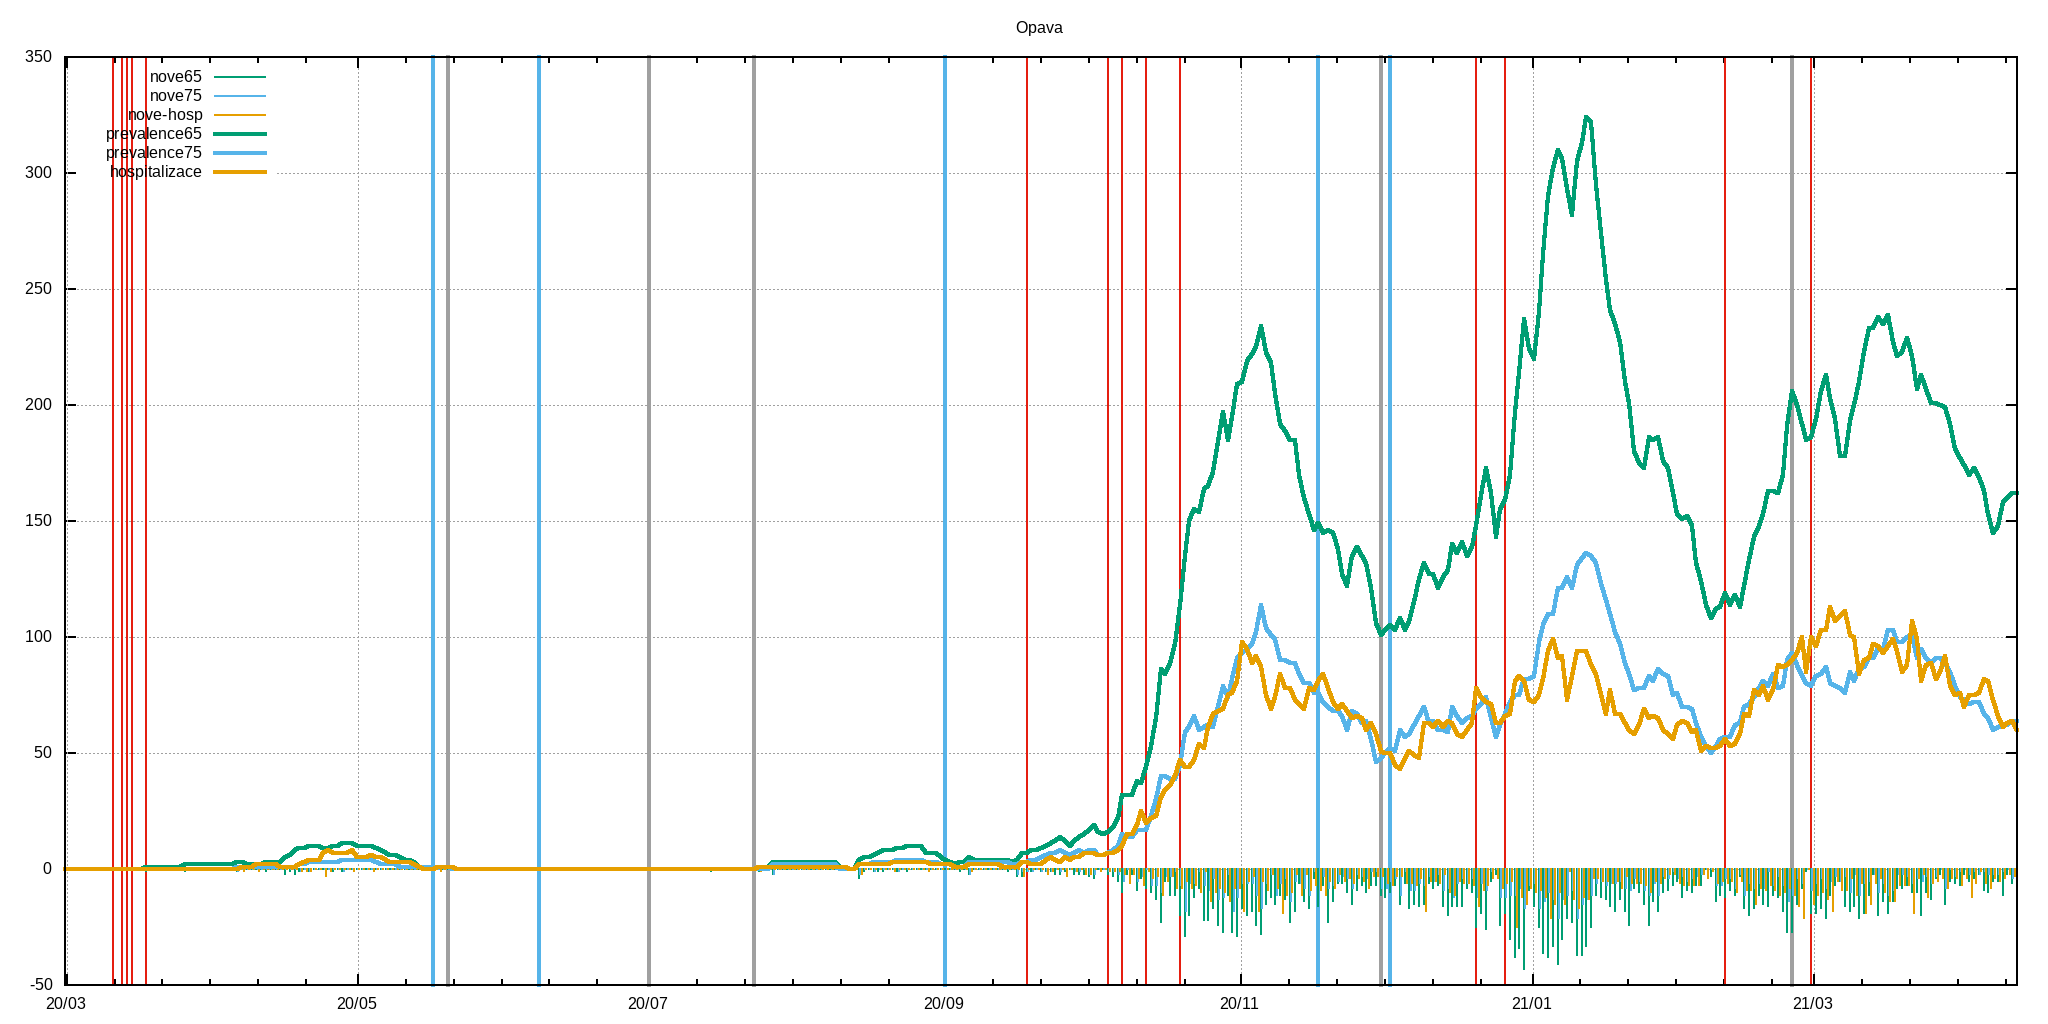 Opava
350
300
250
200
150
100
50
0
-50
nove65
nove75
nove-hosp
prevalence65
prevalence75
hospitalizace
20/03 20/05 20/07 20/09 20/11 21/01 21/03